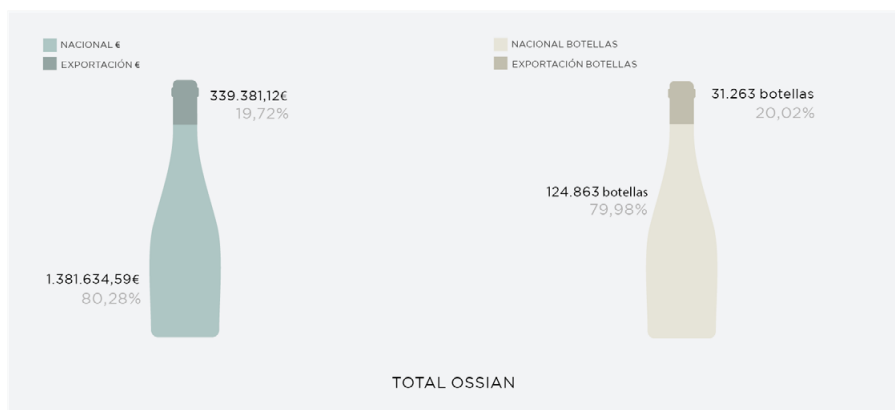 NACIONAL €
EXPORTACIÓN €
339.381,12€
19,72%
1.381.634,59€
80,28%
NACIONAL BOTELLAS
EXPORTACIÓN BOTELLAS
31.263 botellas
20,02%
124.863 botellas
79,98%
TOTAL OSSIAN